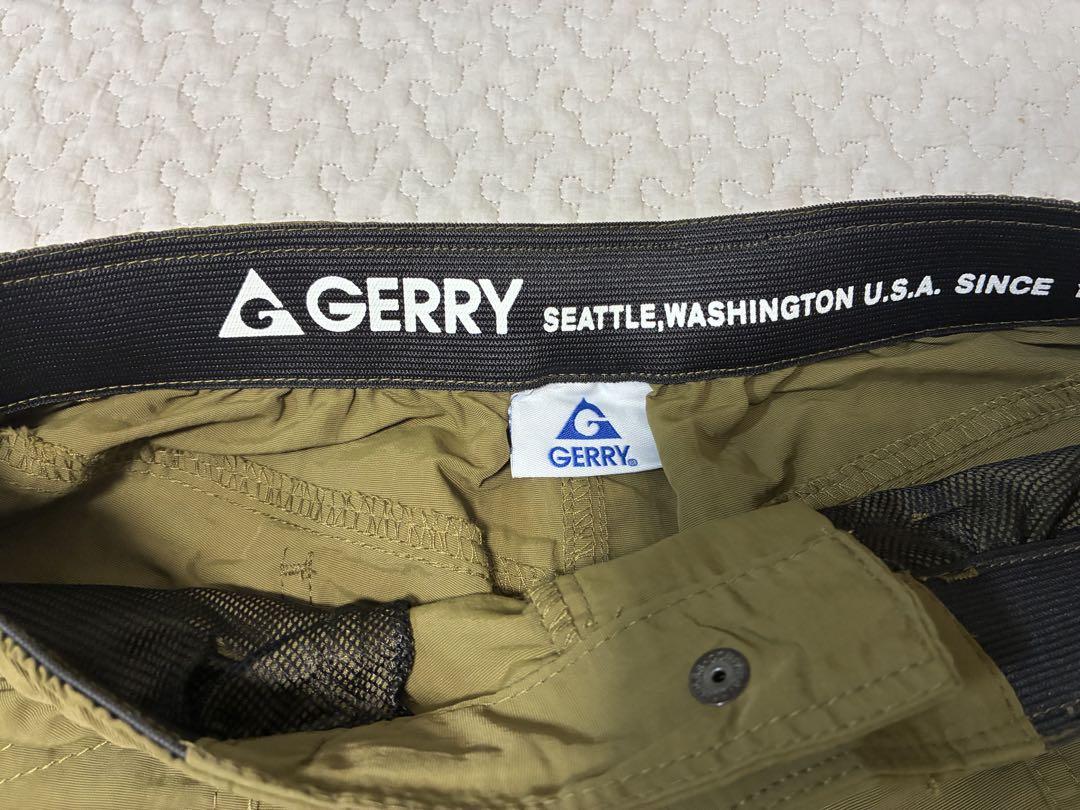 GERRY SEATTLE,WASHINGTON U.S.A. SINCE
G
GERRY®